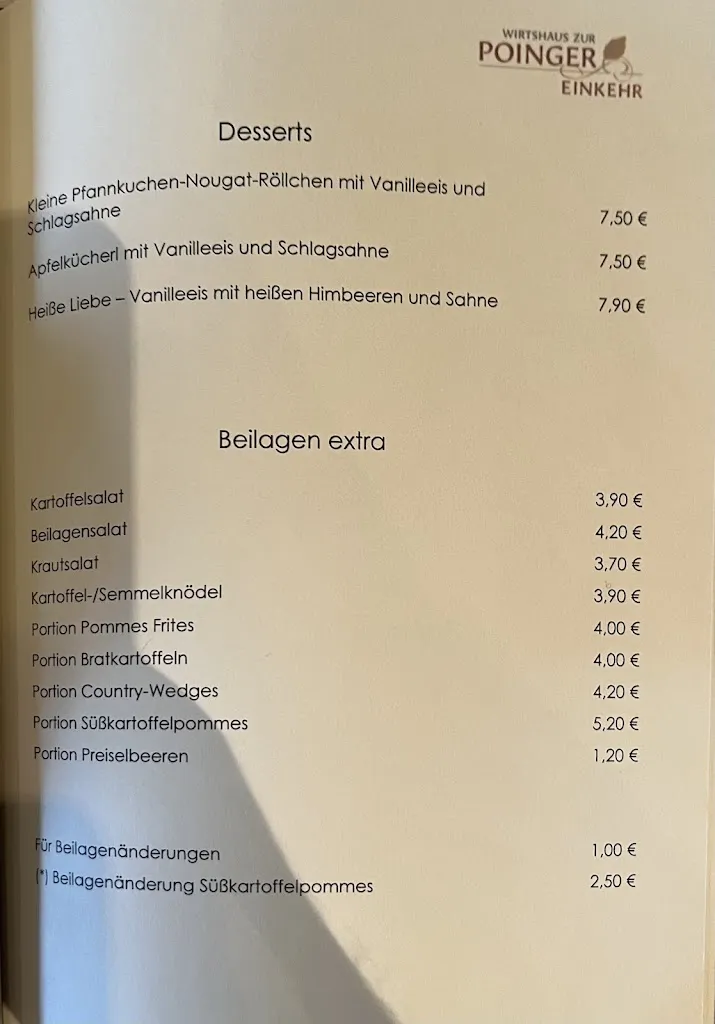 WIRTSHAUS ZUR
POINGER
EINKEHR
Desserts
Kleine Pfannkuchen-Nougat-Röllchen mit Vanilleeis und
Schlagsahne 7,50 €
Apfelkücherl mit Vanilleeis und Schlagsahne 7,50 €
Heiße Liebe – Vanilleeis mit heißen Himbeeren und Sahne 7,90 €
Beilagen extra
Kartoffelsalat 3,90 €
Beilagensalat 4,20 €
Krautsalat 3,70 €
Kartoffel-/Semmelknödel 3,90 €
Portion Pommes Frites 4,00 €
Portion Bratkartoffeln 4,00 €
Portion Country-Wedges 4,20 €
Portion Süßkartoffelpommes 5,20 €
Portion Preiselbeeren 1,20 €
Für Beilagenänderungen 1,00 €
(*) Beilagenänderung Süßkartoffelpommes 2,50 €